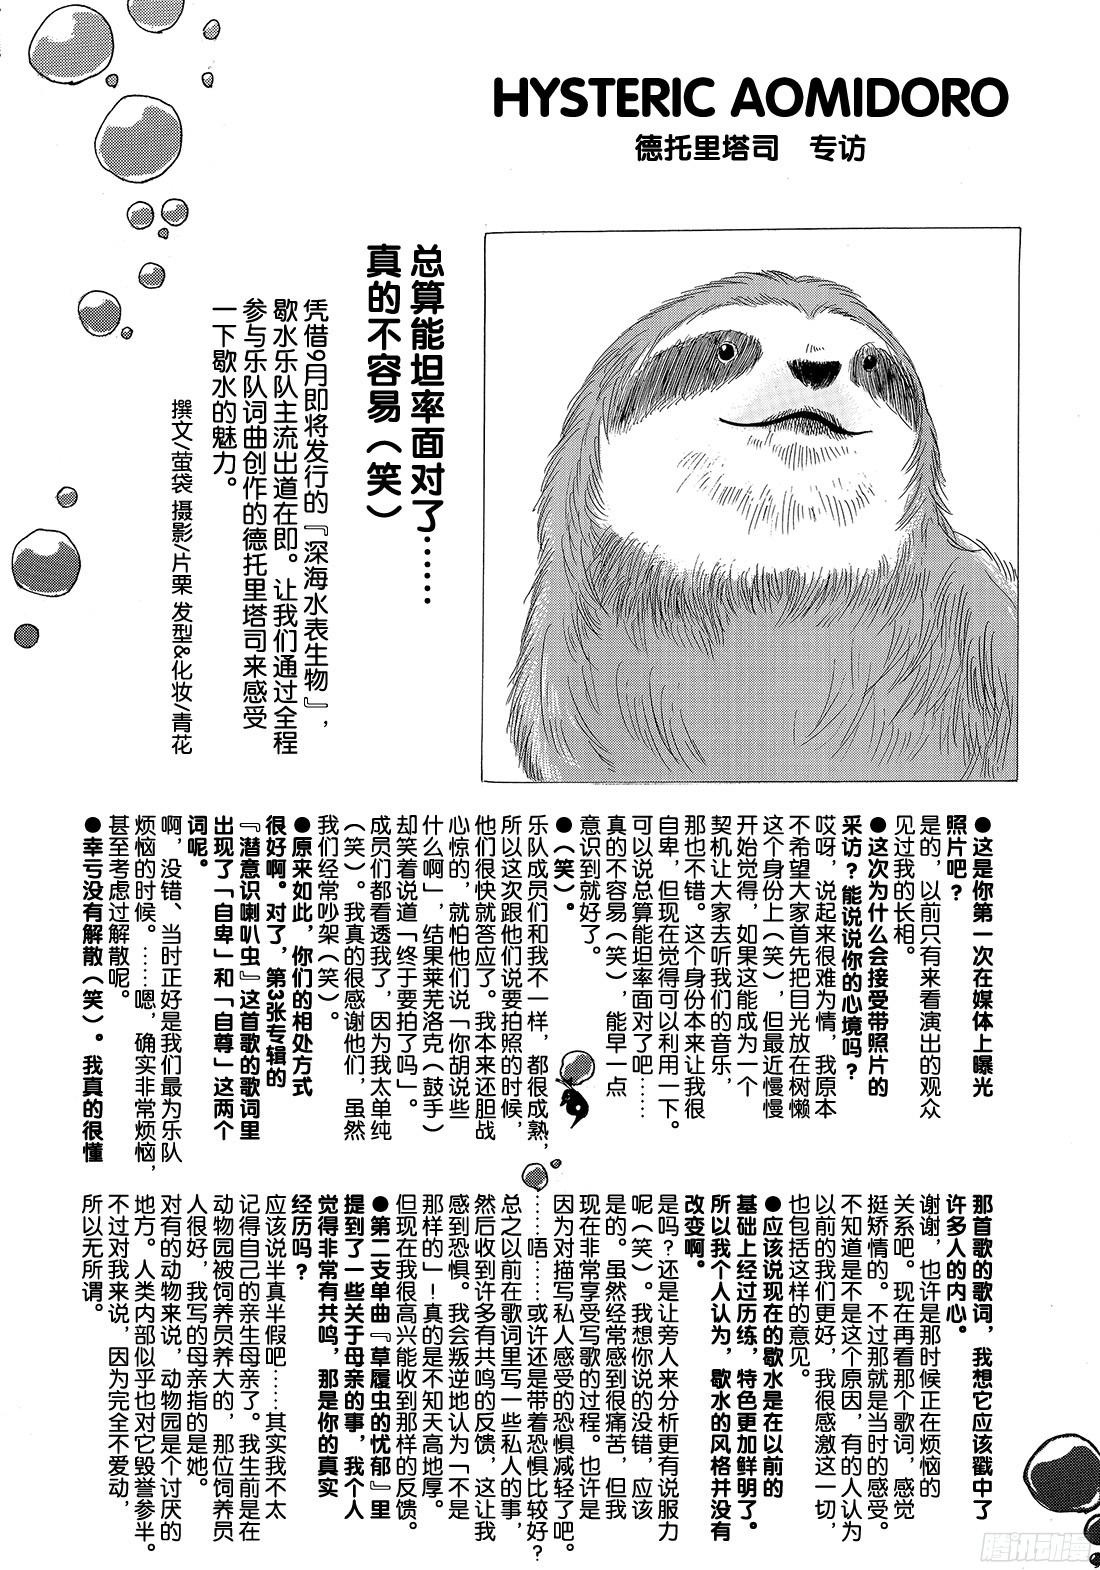 HYSTERIC AOMIDORO
德托里塔司　专访
总算能坦率面对了……
真的不容易（笑）
凭借9月即将发行的『深海水表生物』，
歇水乐队主流出道在即。让我们通过全程
参与乐队词曲创作的德托里塔司来感受
一下歇水的魅力。
撰文/萤袋 摄影/片栗 发型&化妆/青花
●这是你第一次在媒体上曝光
照片吧？
是的，以前只有来看演出的观众
见过我的长相。
●这次为什么会接受带照片的
采访？能说说你的心境吗？
哎呀，说起来很难为情，我原本
不希望大家首先把目光放在树懒
这个身份上（笑），但最近慢慢
开始觉得，如果这能成为一个
契机让大家去听我们的音乐，
那也不错。这个身份本来让我很
自卑，但现在觉得可以利用一下。
可以说总算能坦率面对了吧……
真的不容易（笑），能早一点
意识到就好了。
●（笑）。
乐队成员们和我不一样，都很成熟，
所以这次跟他们说要拍照的时候，
他们很快就答应了。我本来还胆战
心惊的，就怕他们说「你胡说些
什么啊」，结果莱芜洛克（鼓手）
却笑着说道「终于要拍了吗」。
成员们都看透我了，因为我太单纯
（笑）。我真的很感谢他们，虽然
我们经常吵架（笑）。
●原来如此，你们的相处方式
很好啊。对了，第3张专辑的
『潜意识喇叭虫』这首歌的歌词里
出现了「自卑」和「自尊」这两个
词呢。
啊，没错、当时正好是我们最为乐队
烦恼的时候。……嗯，确实非常烦恼，
甚至考虑过解散呢。
●幸亏没有解散（笑）。我真的很懂
那首歌的歌词，我想它应该戳中了
许多人的内心。
谢谢，也许是那时候正在烦恼的
关系吧。现在再看那个歌词，感觉
挺矫情的。不过那就是当时的感受。
不知道是不是这个原因，有的人认为
以前的我们更好，我很感激这一切，
也包括这样的意见。
●应该说现在的歇水是在以前的
基础上经过历练，特色更加鲜明了。
所以我个人认为，歇水的风格并没有
改变啊。
是吗？还是让旁人来分析更有说服力
呢（笑）。我想你说的没错，应该
是的。虽然经常感到很痛苦，但我
现在非常享受写歌的过程。也许是
因为对描写私人感受的恐惧减轻了吧。
……唔……或许还是带着恐惧比较好？
总之以前在歌词里写一些私人的事，
然后收到许多有共鸣的反馈，这让我
感到恐惧。我会叛逆地认为「不是
那样的」！真的是不知天高地厚。
但现在我很高兴能收到那样的反馈。
●第二支单曲『草履虫的忧郁』里
提到了一些关于母亲的事，我个人
觉得非常有共鸣，那是你的真实
经历吗？
应该说半真半假吧……其实我不太
记得自己的亲生母亲了。我生前是在
动物园被饲养员养大的，那位饲养员
人很好，我写的母亲指的是她。
对有的动物来说，动物园是个讨厌的
地方。人类内部似乎也对它毁誉参半。
不过对我来说，因为完全不爱动，
所以无所谓。
腾讯动漫